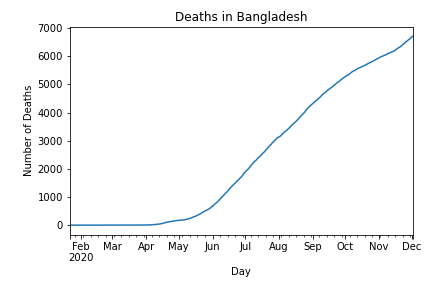 Deaths in Bangladesh
Number of Deaths
7000
6000
5000
4000
3000
2000
1000
0
Feb Mar Apr May Jun Jul Aug Sep Oct Nov Dec
2020
Day